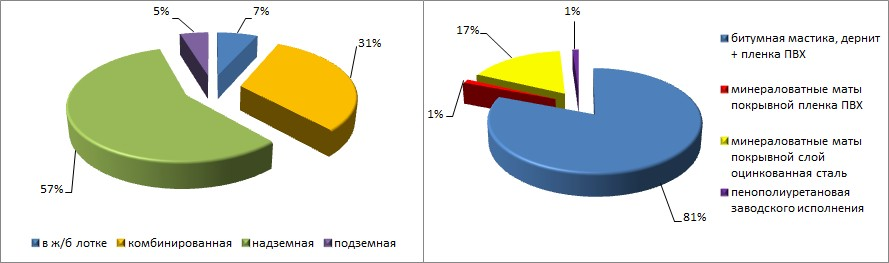 5%
7%
31%
57%
в ж/б лотке
комбинированная
надземная
подземная
1%
17%
1%
81%
битумная мастика, дернит
+ пленка ПВХ
минераловатные маты
покрывной пленка ПВХ
минераловатные маты
покрывной слой
оцинкованная сталь
пенополиуретановая
заводского исполнения